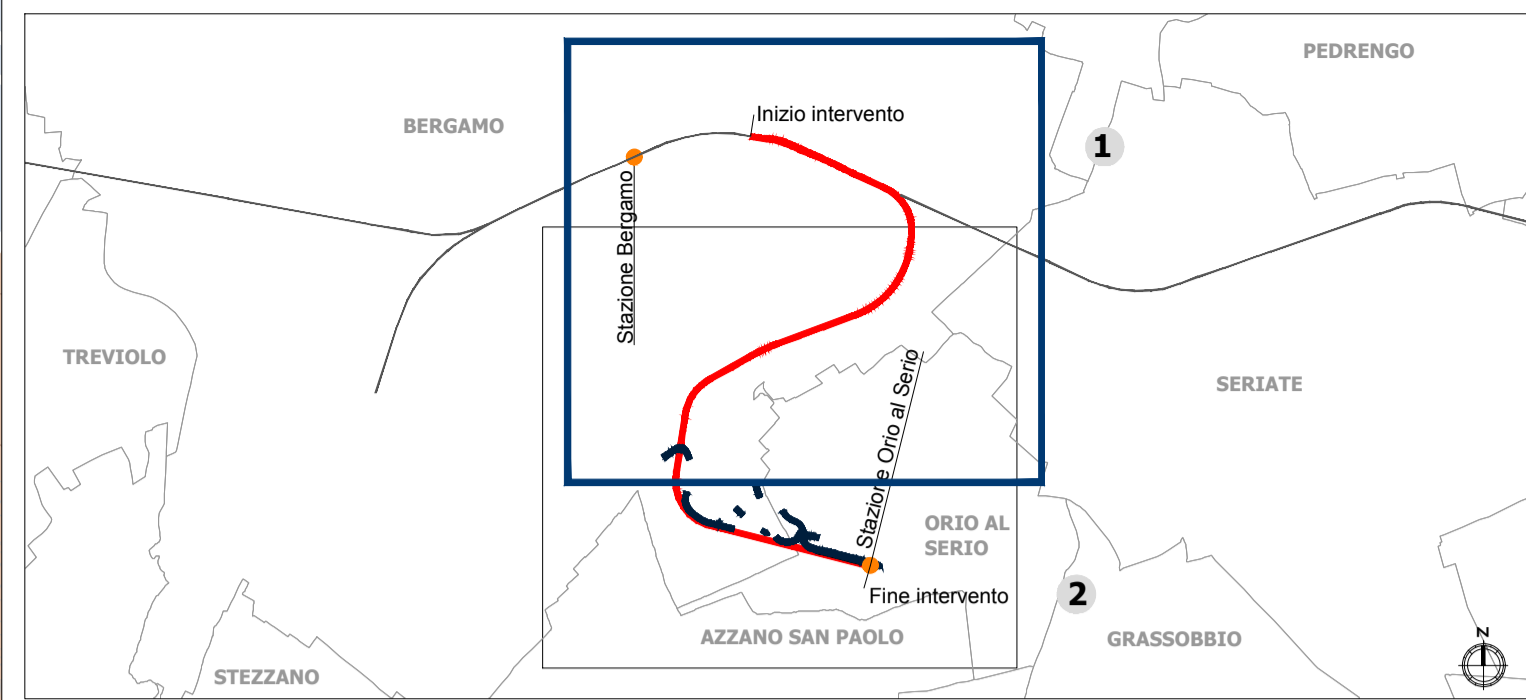 PEDRENGO
Inizio intervento
BERGAMO
1
Stazione Bergamo
TREVIOLO
SERIATE
Stazione Orio al Serio
ORIO AL
SERIO
Fine intervento
2
AZZANO SAN PAOLO
GRASSOBBIO
N
STEZZANO